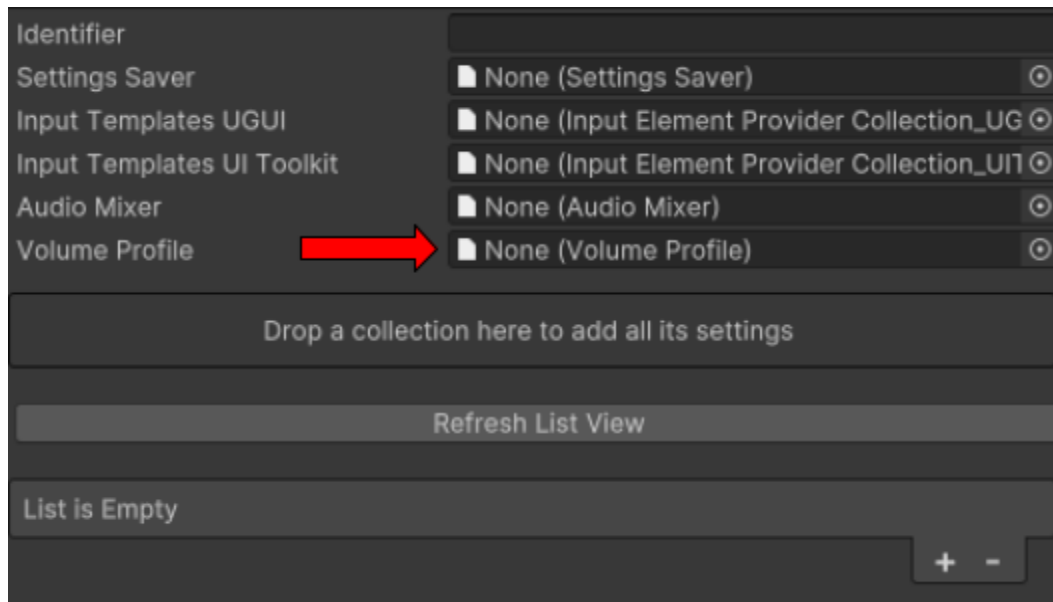 Identifier
Settings Saver None (Settings Saver)
Input Templates UGUI None (Input Element Provider Collection_UG
Input Templates UI Toolkit None (Input Element Provider Collection_UIT
Audio Mixer None (Audio Mixer)
Volume Profile None (Volume Profile)
Drop a collection here to add all its settings
Refresh List View
List is Empty
+ -